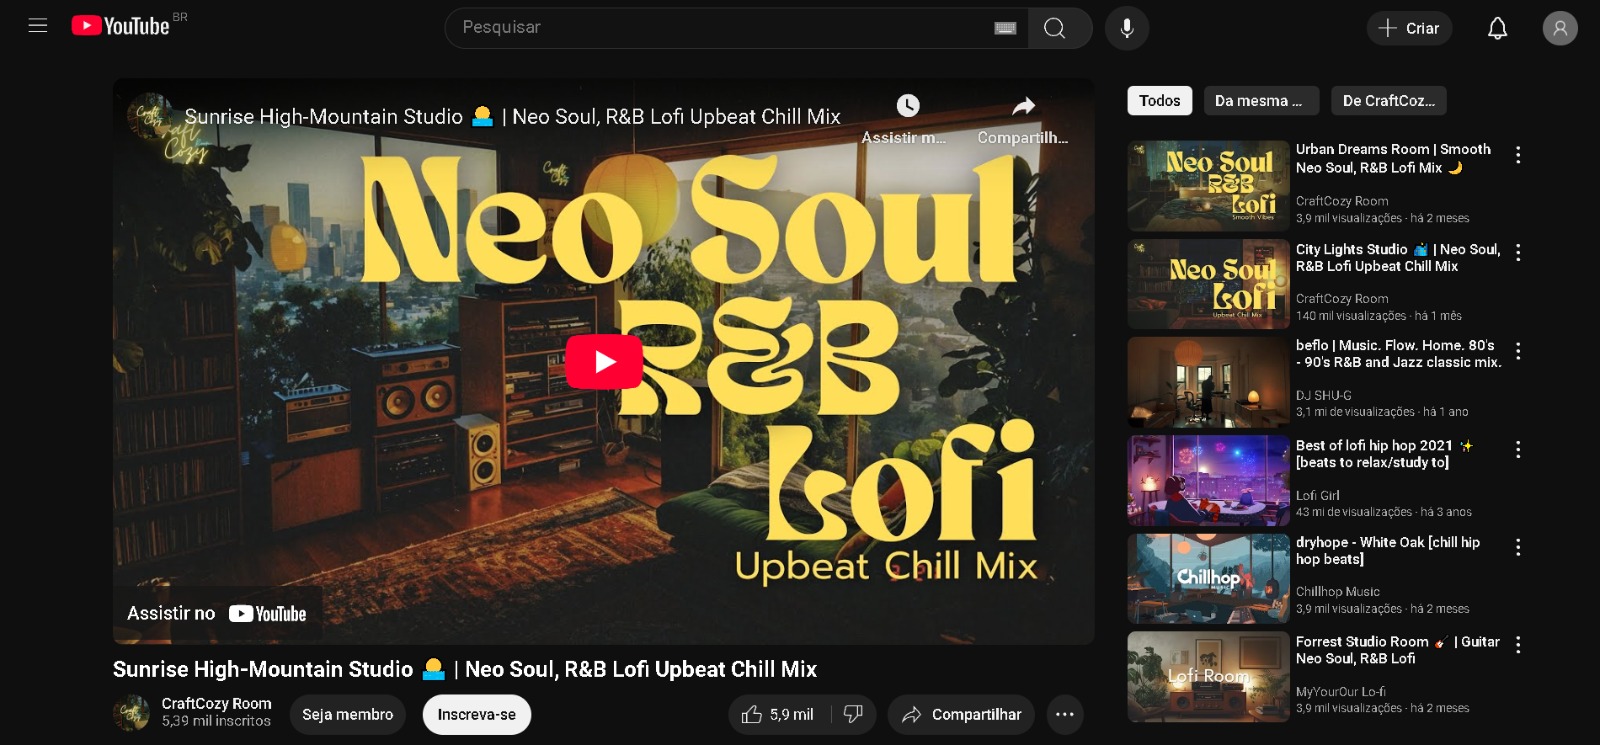 YouTube BR
Pesquisar
Criar
Craft Cozy
Sunrise High-Mountain Studio | Neo Soul, R&B Lofi Upbeat Chill Mix
Assistir m...
Compartilh...
Neo Soul
R&B
Lofi
Upbeat Chill Mix
Assistir no YouTube
Sunrise High-Mountain Studio | Neo Soul, R&B Lofi Upbeat Chill Mix
CraftCozy Room
5,39 mil inscritos
Seja membro
Inscreva-se
5,9 mil
Compartilhar
Todos
Da mesma ...
De CraftCoz...
Neo Soul
R&B
Lofi
Smooth Vibes
Urban Dreams Room | Smooth
Neo Soul, R&B Lofi Mix
CraftCozy Room
3,9 mil visualizações · há 2 meses
Neo Soul
Lofi
Upbeat Chill Mix
City Lights Studio | Neo Soul,
R&B Lofi Upbeat Chill Mix
CraftCozy Room
140 mil visualizações · há 1 mês
beflo | Music. Flow. Home. 80's
- 90's R&B and Jazz classic mix.
DJ SHU-G
3,1 mi de visualizações · há 1 ano
Best of lofi hip hop 2021
[beats to relax/study to]
Lofi Girl
43 mi de visualizações · há 3 anos
Chillhop
MUSIC
dryhope - White Oak [chill hip
hop beats]
Chillhop Music
3,9 mil visualizações · há 2 meses
Lofi Room
Forrest Studio Room | Guitar
Neo Soul, R&B Lofi
MyYourOur Lo-fi
3,9 mil visualizações · há 2 meses